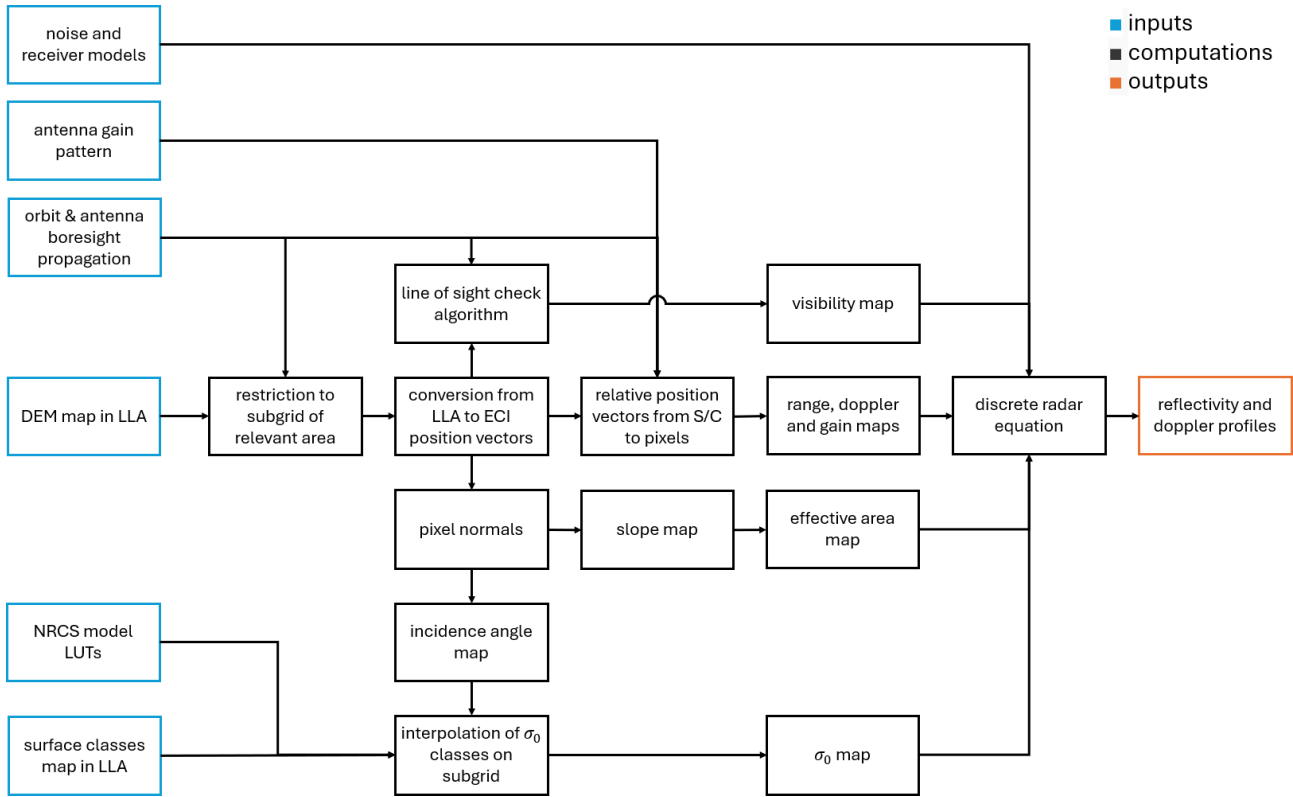 noise and
receiver models
inputs
computations
outputs
antenna gain
pattern
orbit & antenna
boresight
propagation
line of sight check
algorithm
visibility map
DEM map in LLA
restriction to
subgrid of
relevant area
conversion from
LLA to ECI
position vectors
relative position
vectors from S/C
to pixels
range, doppler
and gain maps
discrete radar
equation
reflectivity and
doppler profiles
pixel normals
slope map
effective area
map
NRCS model
LUTs
incidence angle
map
surface classes
map in LLA
interpolation of σ₀
classes on
subgrid
σ₀ map